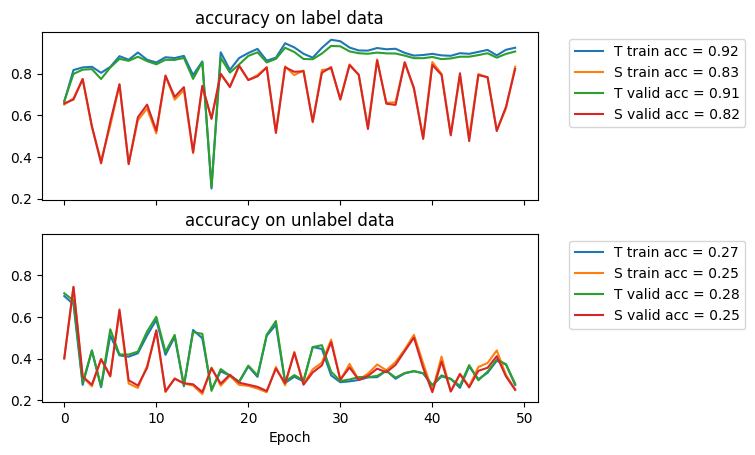 accuracy on label data
0.8
0.6
0.4
0.2
T train acc = 0.92
S train acc = 0.83
T valid acc = 0.91
S valid acc = 0.82
accuracy on unlabel data
0.8
0.6
0.4
0.2
0 10 20 30 40 50
Epoch
T train acc = 0.27
S train acc = 0.25
T valid acc = 0.28
S valid acc = 0.25